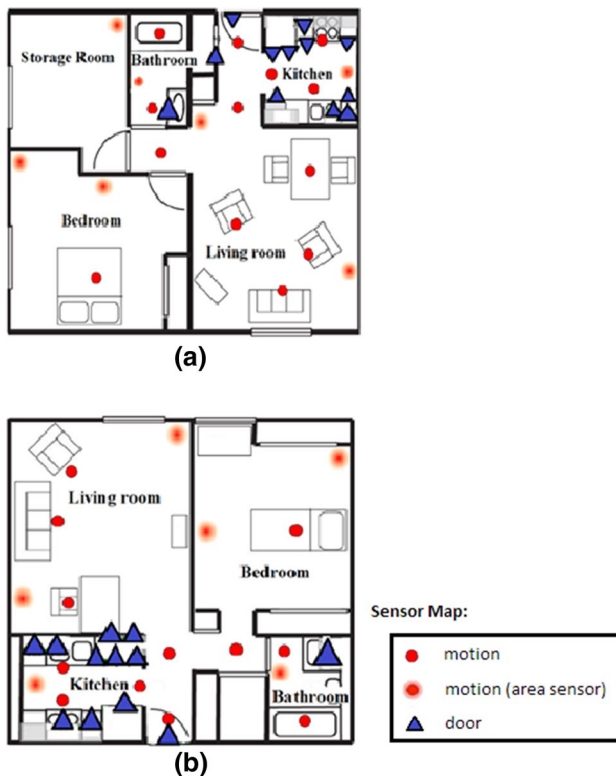 Storage Room
Bathroom
Kitchen
Bedroom
Living room
(a)
Living room
Bedroom
Kitchen
Bathroom
(b)
Sensor Map:
motion
motion (area sensor)
door